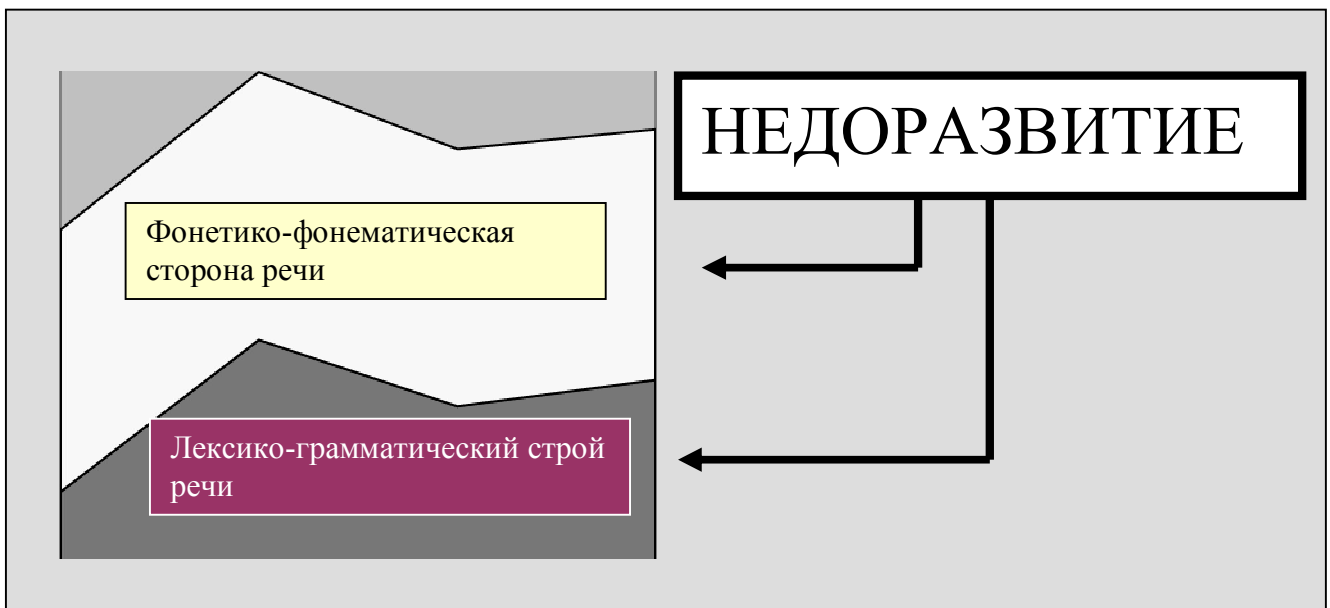 НЕДОРАЗВИТИЕ
Фонетико-фонематическая
сторона речи
Лексико-грамматический строй
речи